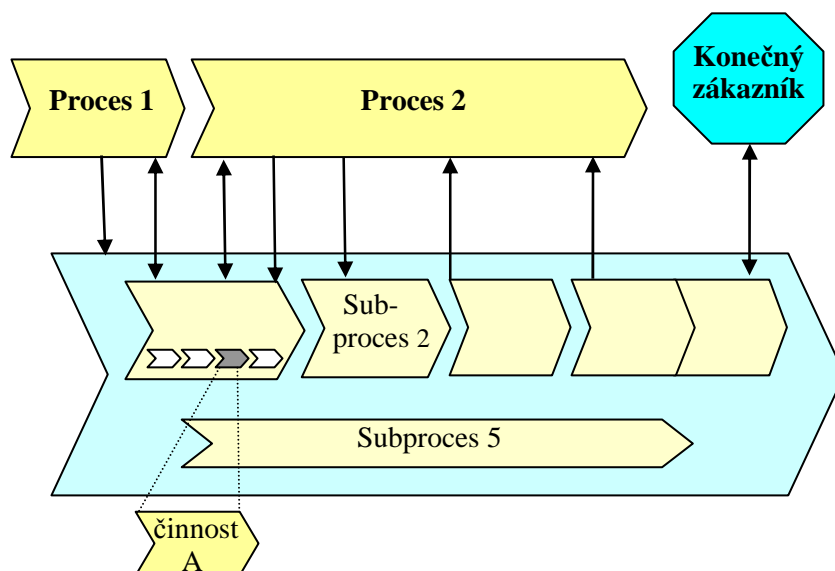 Proces 1
Proces 2
Konečný
zákazník
Sub-
proces 2
Subproces 5
činnost
A